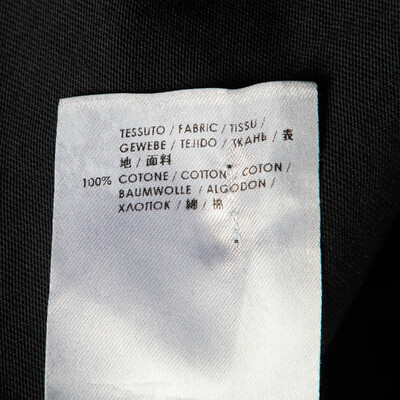 TESSUTO / FABRIC / TISSU /
GEWEBE / TEJIDO / ТКАНЬ / 表
地 / 面料
100% COTONE / COTTON / COTON /
BAUMWOLLE / ALGODON /
ХЛОПОК / 綿 / 棉